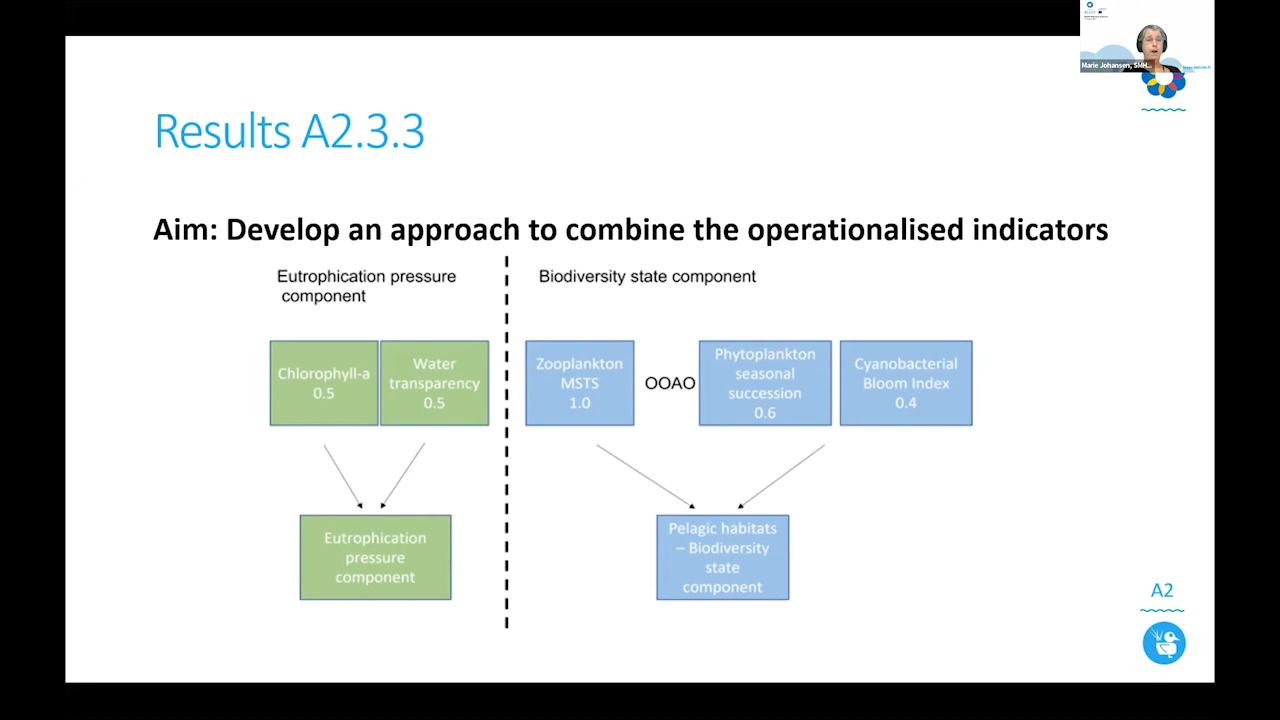 Marie Johansen, SMH...
Results A2.3.3
Aim: Develop an approach to combine the operationalised indicators
Eutrophication pressure
component
Biodiversity state component
Chlorophyll-a
0.5
Water
transparency
0.5
Zooplankton
MSTS
1.0
OOAO
Phytoplankton
seasonal
succession
0.6
Cyanobacterial
Bloom Index
0.4
Eutrophication
pressure
component
Pelagic habitats
– Biodiversity
state
component
A2